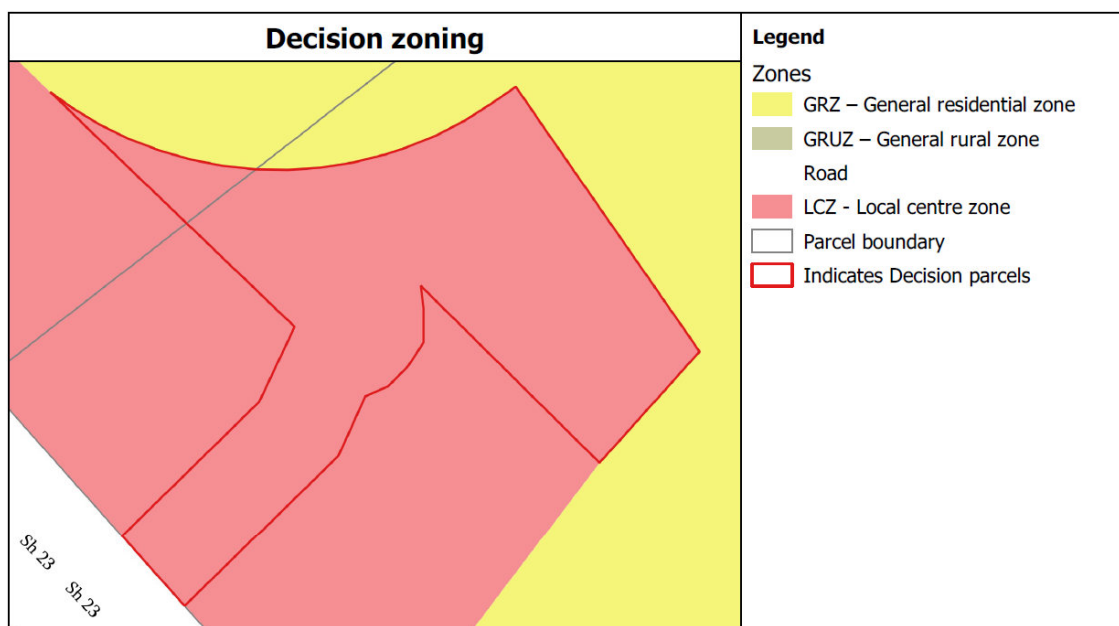 Decision zoning
Sh 23
Sh 23
Legend
Zones
GRZ – General residential zone
GRUZ – General rural zone
Road
LCZ - Local centre zone
Parcel boundary
Indicates Decision parcels